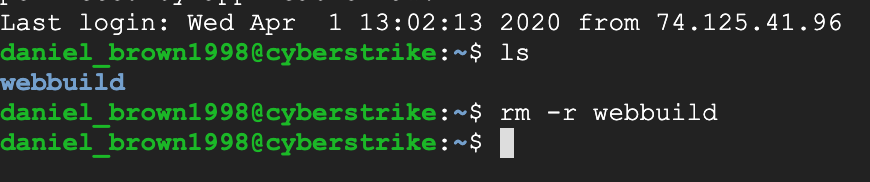 Last login: Wed Apr  1 13:02:13 2020 from 74.125.41.96
daniel_brown1998@cyberstrike:~$ ls
webbuild
daniel_brown1998@cyberstrike:~$ rm -r webbuild
daniel_brown1998@cyberstrike:~$